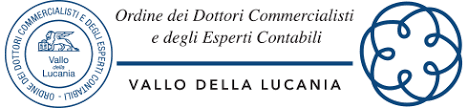 ORDINE DEI DOTTORI COMMERCIALISTI E DEGLI ESPERTI CONTABILI -
Vallo
della
Lucania
Ordine dei Dottori Commercialisti
e degli Esperti Contabili
VALLO DELLA LUCANIA